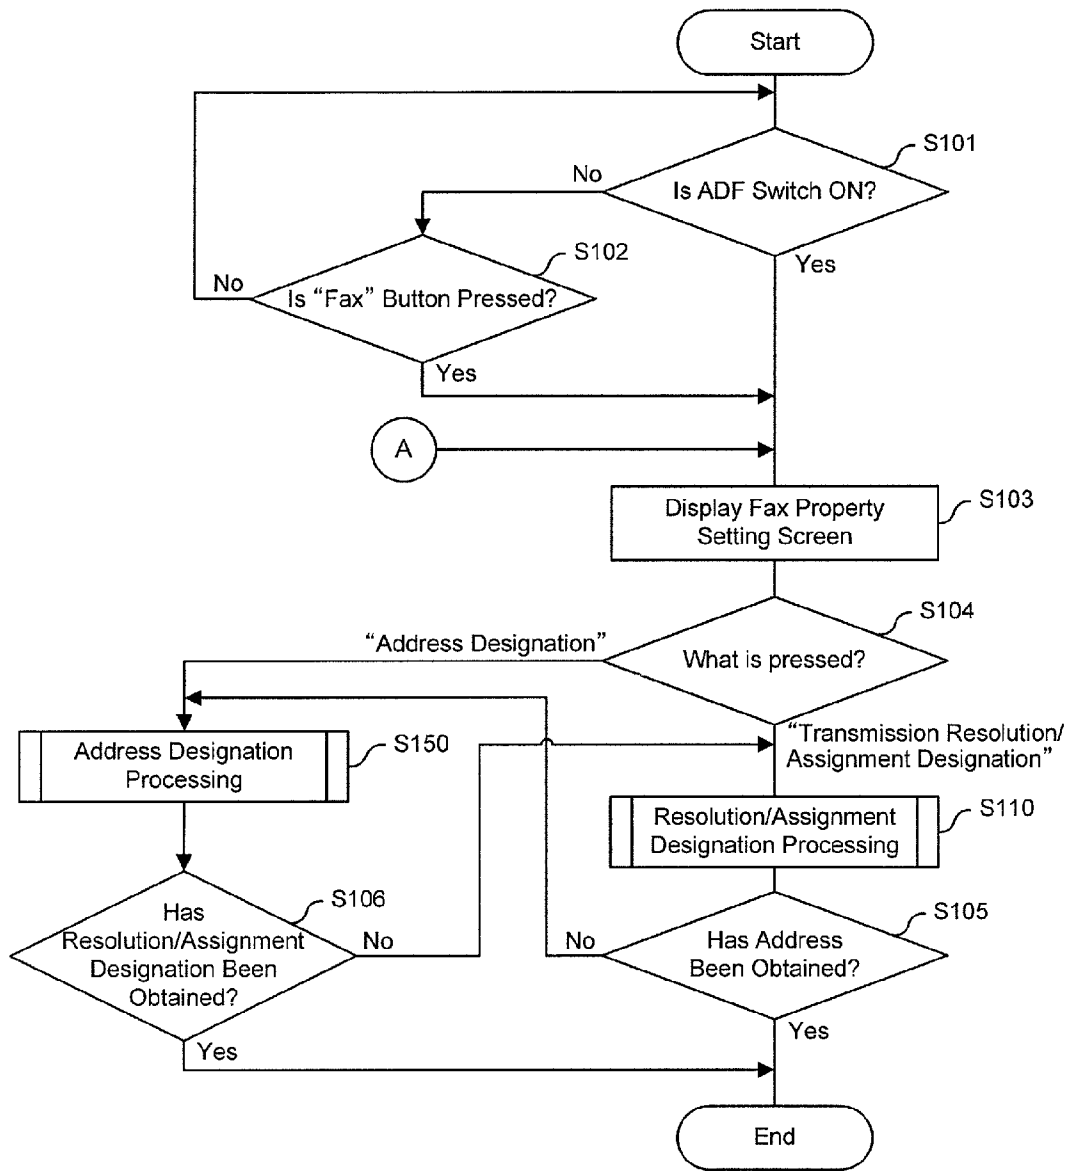 Start
S101
No
Is ADF Switch ON?
Yes
S102
No
Is “Fax” Button Pressed?
Yes
A
S103
Display Fax Property
Setting Screen
S104
“Address Designation”
What is pressed?
“Transmission Resolution/
Assignment Designation”
S150
Address Designation
Processing
S110
Resolution/Assignment
Designation Processing
S106
Has
Resolution/Assignment
Designation Been
Obtained?
No
Yes
S105
No
Has Address
Been Obtained?
Yes
End